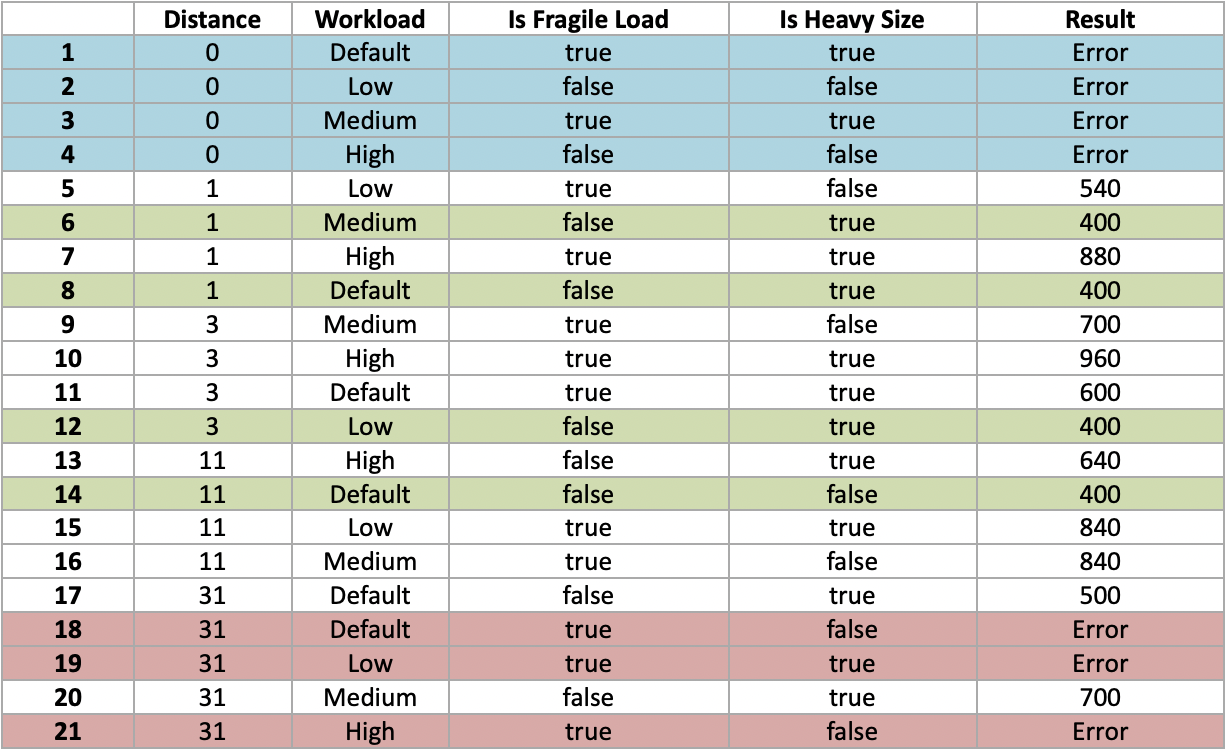 Distance Workload Is Fragile Load Is Heavy Size Result
1 0 Default true true Error
2 0 Low false false Error
3 0 Medium true true Error
4 0 High false false Error
5 1 Low true false 540
6 1 Medium false true 400
7 1 High true true 880
8 1 Default false true 400
9 3 Medium true false 700
10 3 High true true 960
11 3 Default true true 600
12 3 Low false true 400
13 11 High false true 640
14 11 Default false false 400
15 11 Low true true 840
16 11 Medium true false 840
17 31 Default false true 500
18 31 Default true false Error
19 31 Low true true Error
20 31 Medium false true 700
21 31 High true false Error